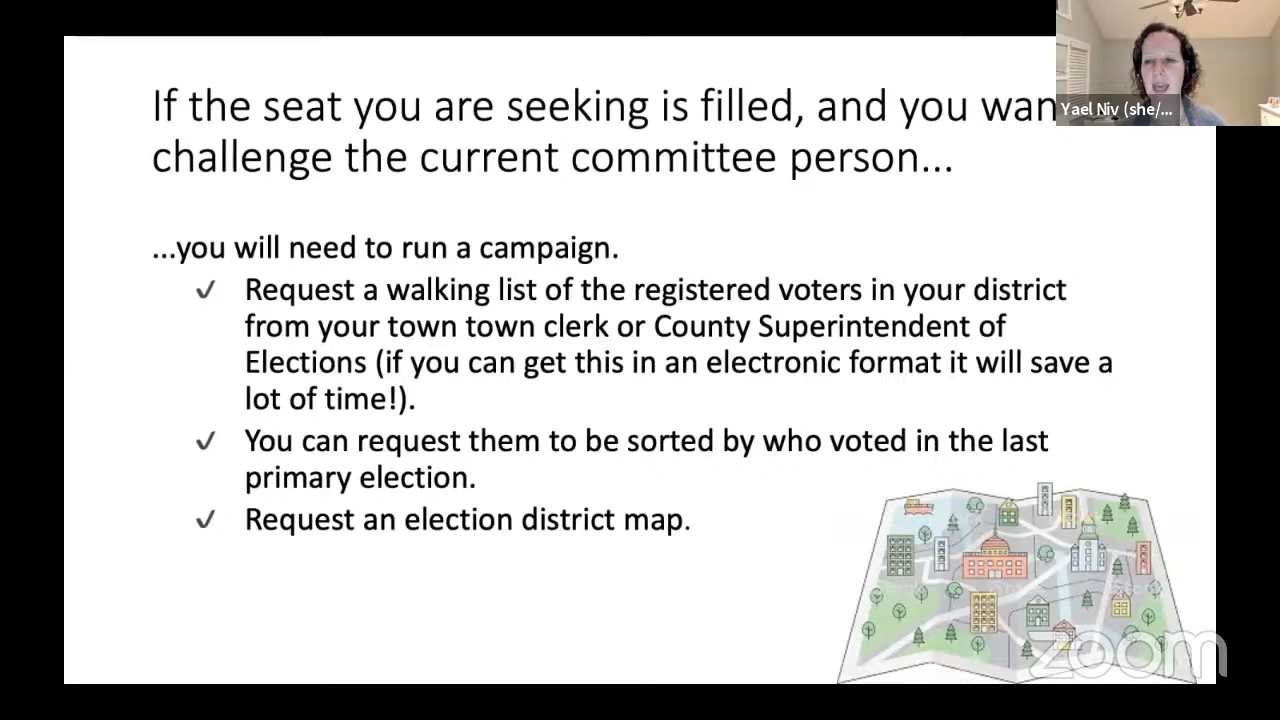 If the seat you are seeking is filled, and you wan
challenge the current committee person...
Yael Niv (she/...
...you will need to run a campaign.
✓ Request a walking list of the registered voters in your district
from your town town clerk or County Superintendent of
Elections (if you can get this in an electronic format it will save a
lot of time!).
✓ You can request them to be sorted by who voted in the last
primary election.
✓ Request an election district map.
zoom